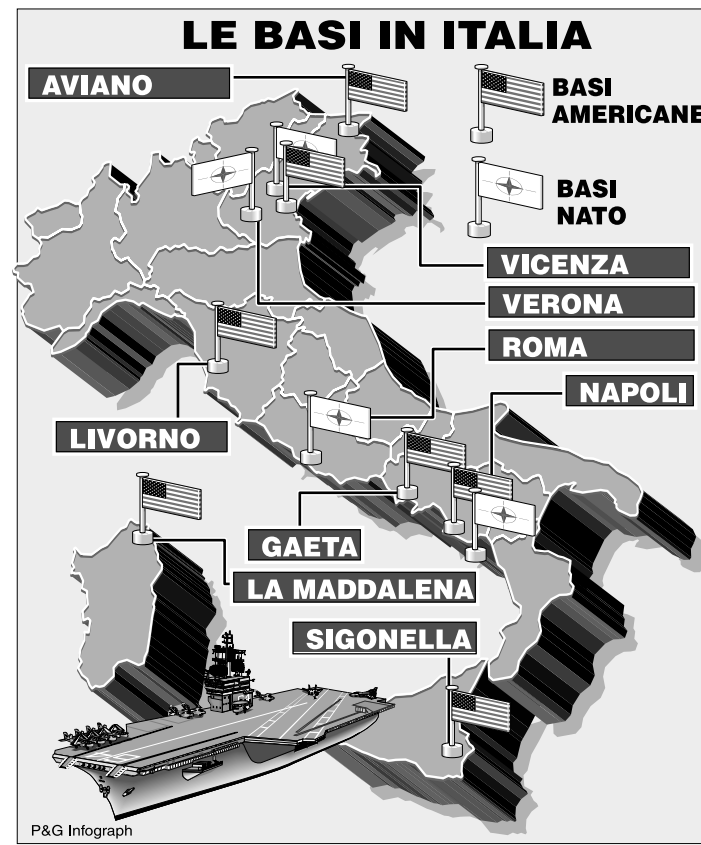 LE BASI IN ITALIA
AVIANO
BASI
AMERICANE
BASI
NATO
VICENZA
VERONA
ROMA
NAPOLI
LIVORNO
GAETA
LA MADDALENA
SIGONELLA
P&G Infograph